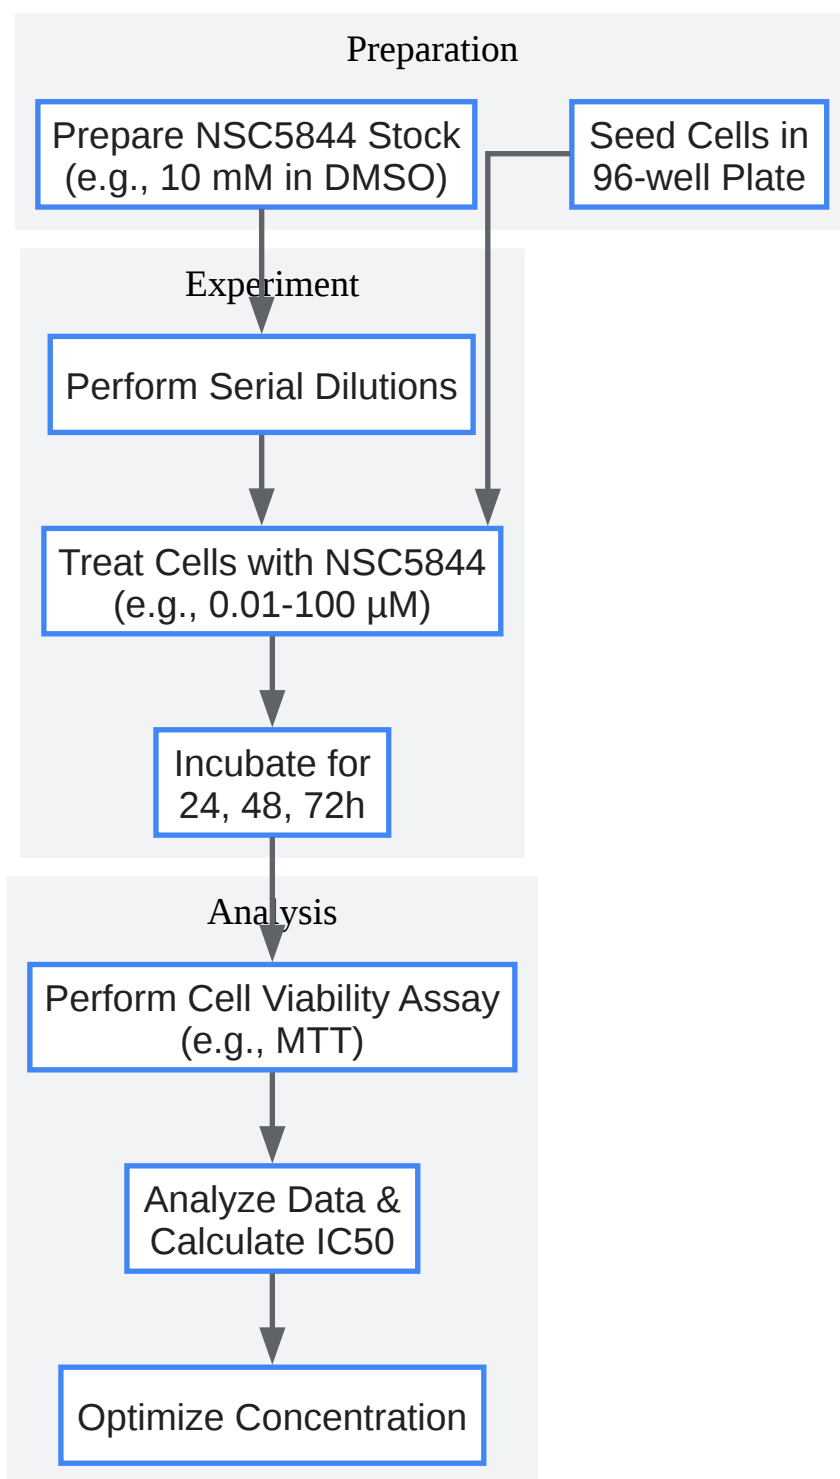 Preparation
Prepare NSC5844 Stock
(e.g., 10 mM in DMSO)
Seed Cells in
96-well Plate
Experiment
Perform Serial Dilutions
Treat Cells with NSC5844
(e.g., 0.01-100 µM)
Incubate for
24, 48, 72h
Analysis
Perform Cell Viability Assay
(e.g., MTT)
Analyze Data &
Calculate IC50
Optimize Concentration